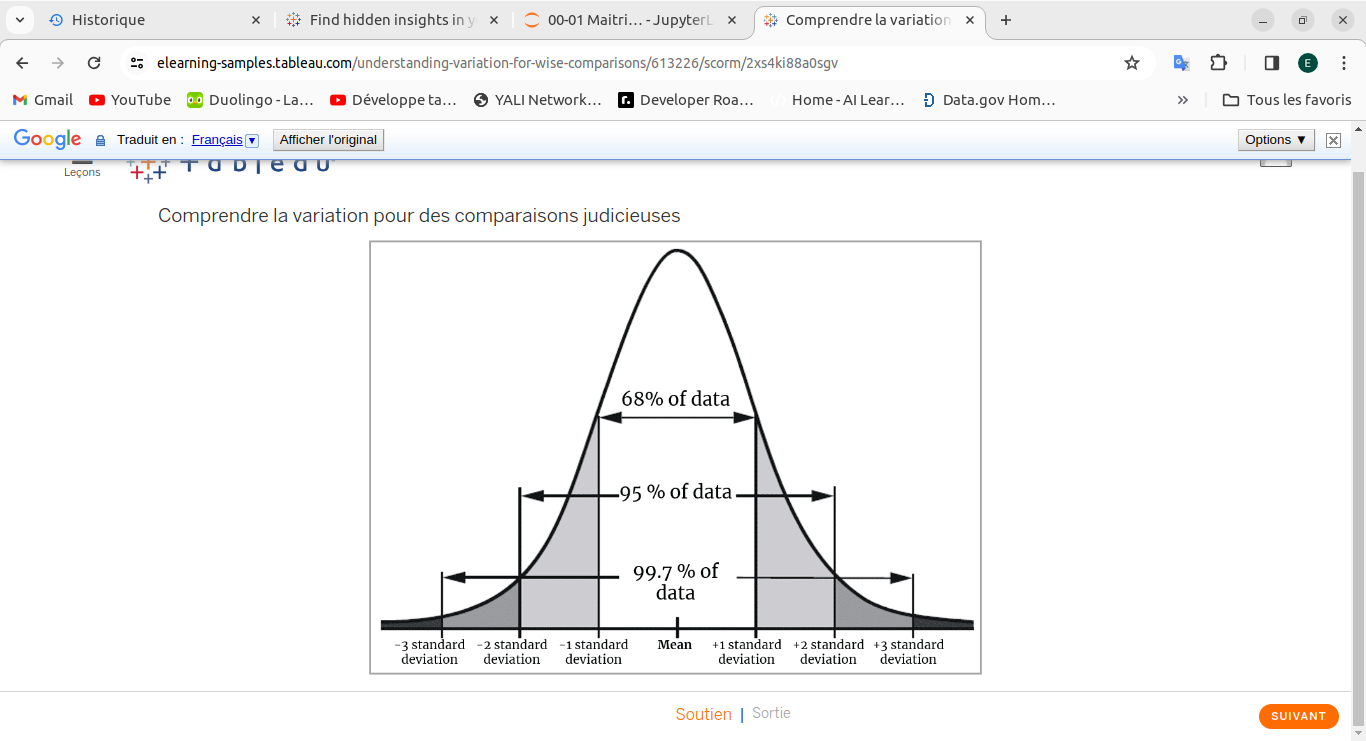 Historique
Find hidden insights in y
00-01 Maitri… - JupyterL
Comprendre la variation
elearning-samples.tableau.com/understanding-variation-for-wise-comparisons/613226/scorm/2xs4ki88a0sgv
E
Gmail
YouTube
Duolingo - La…
Développe ta…
YALI Network…
Developer Roa…
Home - AI Lear…
Data.gov Hom…
»
Tous les favoris
Google
Traduit en :
Français
Afficher l'original
Options ▼
Leçons
+ableau
Comprendre la variation pour des comparaisons judicieuses
68% of data
95 % of data
99.7 % of
data
-3 standard
deviation
-2 standard
deviation
-1 standard
deviation
Mean
+1 standard
deviation
+2 standard
deviation
+3 standard
deviation
Soutien | Sortie
SUIVANT